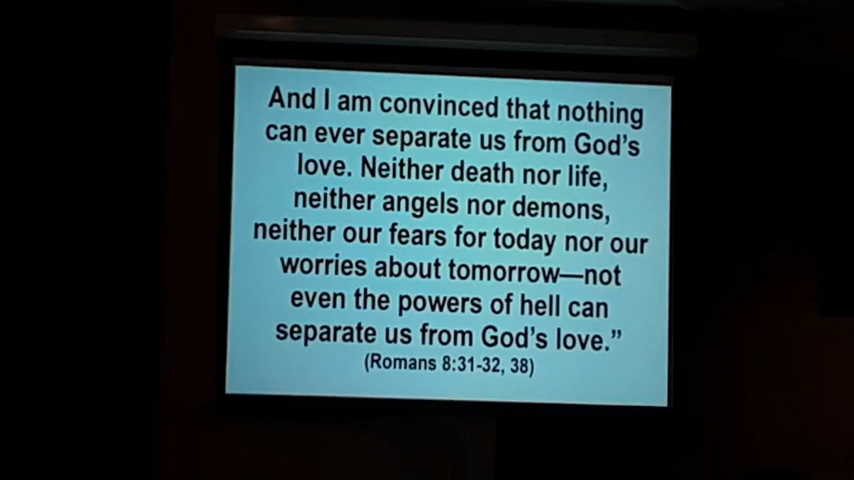 And I am convinced that nothing
can ever separate us from God's
love. Neither death nor life,
neither angels nor demons,
neither our fears for today nor our
worries about tomorrow—not
even the powers of hell can
separate us from God's love.”
(Romans 8:31-32, 38)